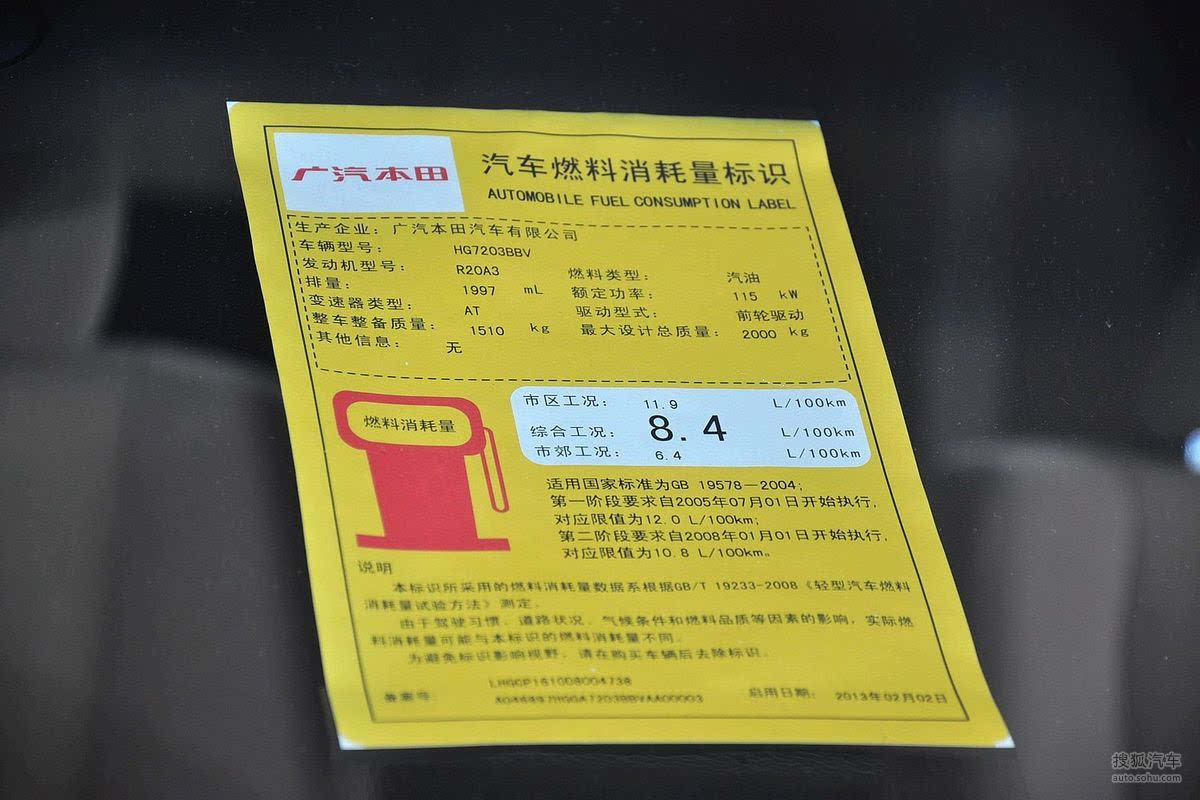 广汽本田
汽车燃料消耗量标识
AUTOMOBILE FUEL CONSUMPTION LABEL
生产企业: 广汽本田汽车有限公司
车辆型号: HG7203BBV
发动机型号: R20A3 燃料类型: 汽油
排量: 1997 mL 额定功率: 115 kW
变速器类型: AT 驱动型式: 前轮驱动
整车整备质量: 1510 kg 最大设计总质量: 2000 kg
其他信息: 无
燃料消耗量
市区工况: 11.9 L/100km
综合工况: 8.4 L/100km
市郊工况: 6.4 L/100km
适用国家标准为GB 19578-2004;
第一阶段要求自2005年07月01日开始执行,
对应限值为12.0 L/100km;
第二阶段要求自2008年01月01日开始执行,
对应限值为10.8 L/100km。
说明
本标识所采用的燃料消耗量数据系根据GB/T 19233-2008《轻型汽车燃料
消耗量试验方法》测定。
由于驾驶习惯、道路状况、气候条件和燃料品质等因素的影响,实际燃
料消耗量可能与本标识的燃料消耗量不同。
为避免标识影响视野,请在购买车辆后去除标识。
备案号: 启用日期: 2013年02月02日
搜狐汽车
auto.sohu.com